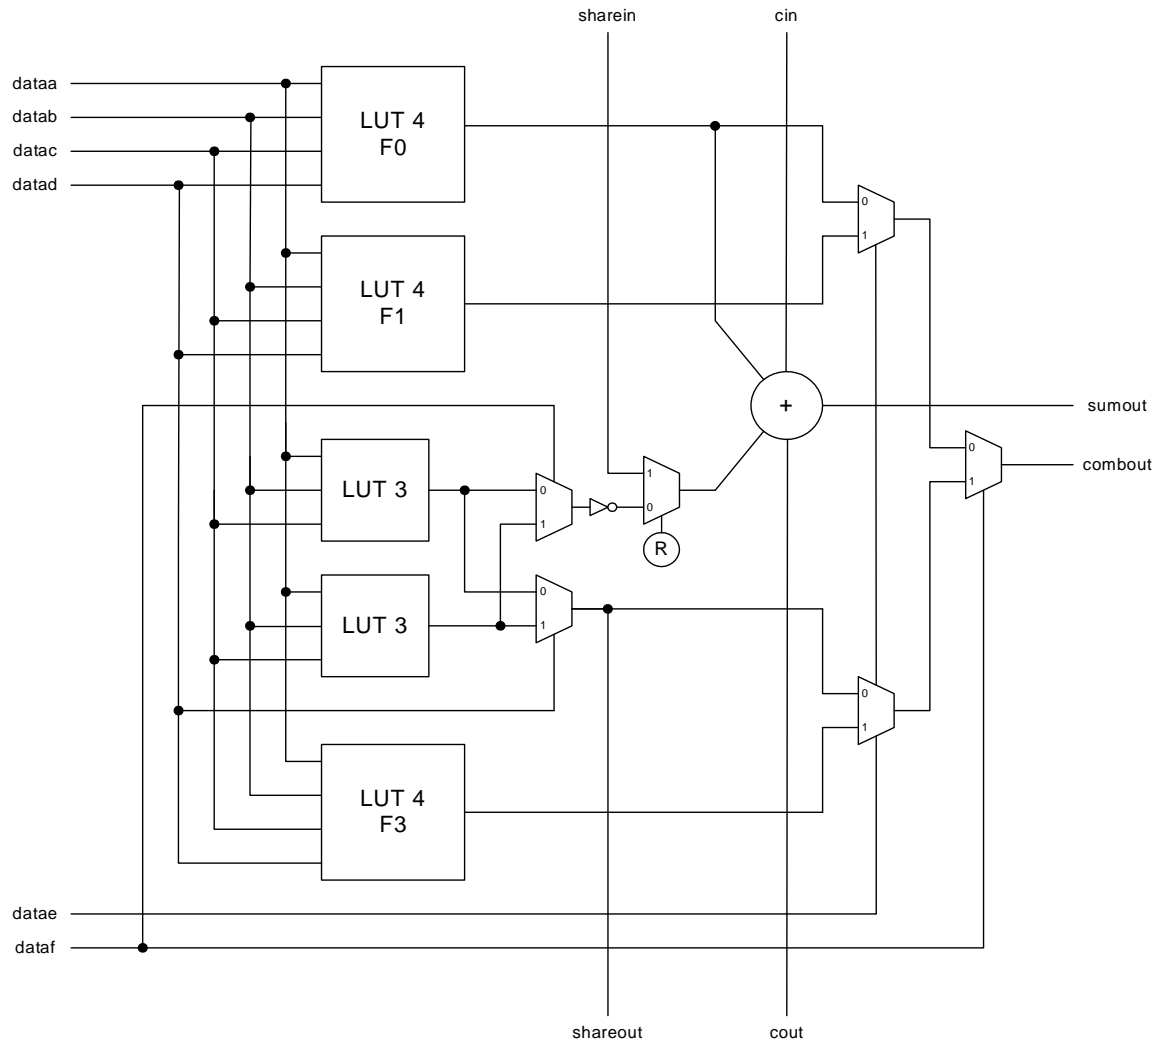 sharein
cin
dataa
datab
datac
datad
LUT 4
F0
0
1
LUT 4
F1
+
sumout
0
1
combout
LUT 3
0
1
1
0
R
LUT 3
0
1
0
1
LUT 4
F3
datae
dataf
shareout
cout